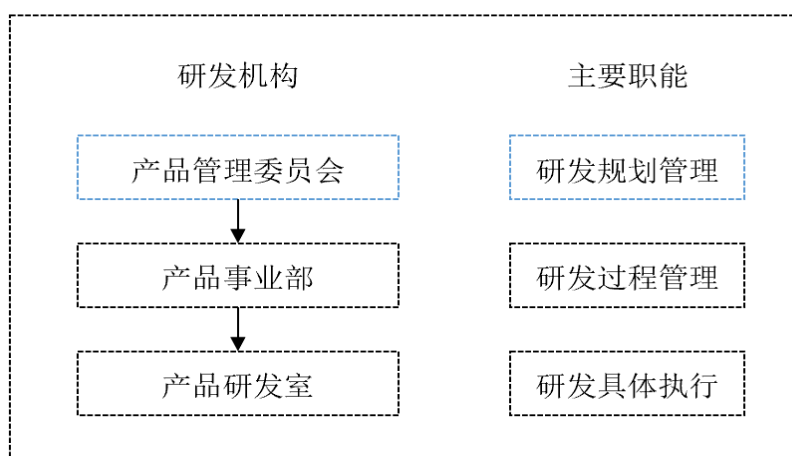 研发机构
主要职能
产品管理委员会
研发规划管理
产品事业部
研发过程管理
产品研发室
研发具体执行